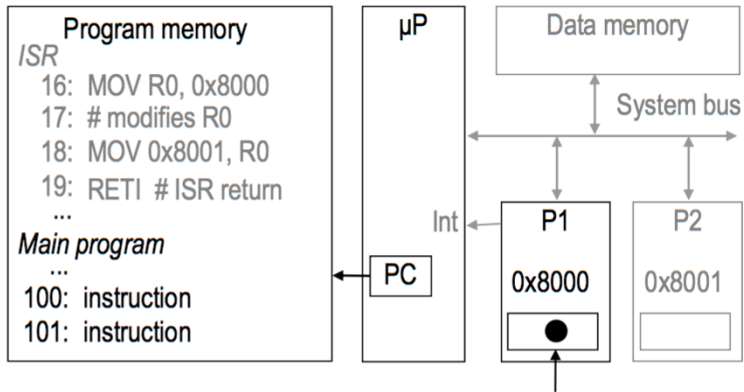 Program memory
ISR
16: MOV R0, 0x8000
17: # modifies R0
18: MOV 0x8001, R0
19: RETI # ISR return
...
Main program
...
100: instruction
101: instruction
µP
Int
PC
Data memory
System bus
P1
0x8000
P2
0x8001